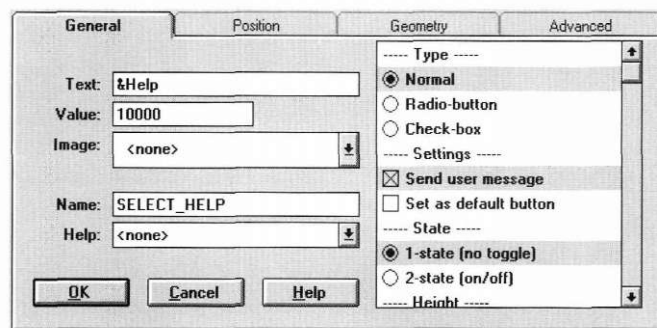 General Position Geometry Advanced
Text: &Help
Value: 10000
Image: <none>
Name: SELECT_HELP
Help: <none>
OK Cancel Help
----- Type -----
Normal
Radio-button
Check-box
----- Settings -----
Send user message
Set as default button
----- State -----
1-state (no toggle)
2-state (on/off)
----- Height -----